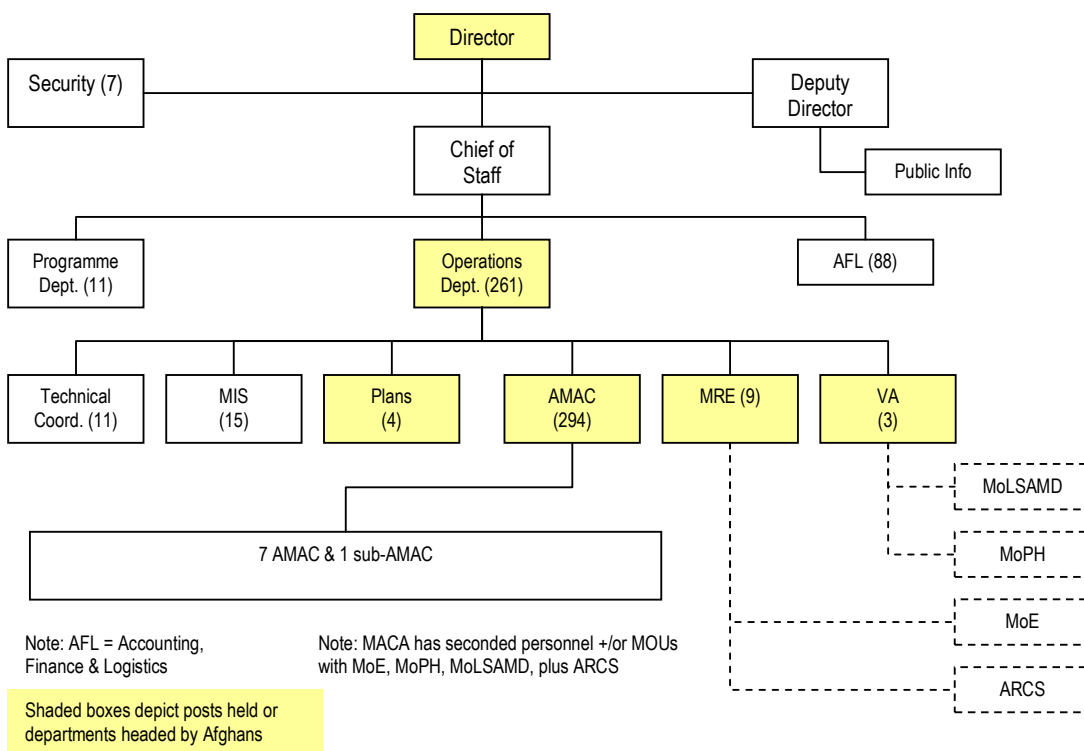 Director
Security (7)
Deputy
Director
Chief of
Staff
Public Info
Programme
Dept. (11)
Operations
Dept. (261)
AFL (88)
Technical
Coord. (11)
MIS
(15)
Plans
(4)
AMAC
(294)
MRE (9)
VA
(3)
MoLSAMD
7 AMAC & 1 sub-AMAC
MoPH
MoE
Note: AFL = Accounting,
Finance & Logistics
Note: MACA has seconded personnel +/or MOUs
with MoE, MoPH, MoLSAMD, plus ARCS
ARCS
Shaded boxes depict posts held or
departments headed by Afghans